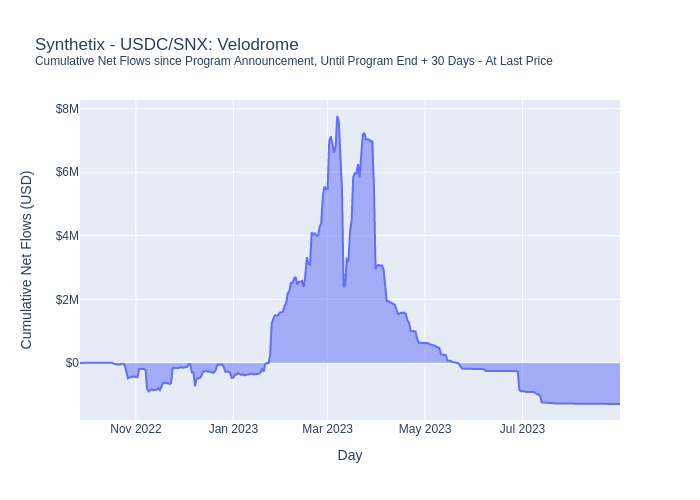 Synthetix - USDC/SNX: Velodrome
Cumulative Net Flows since Program Announcement, Until Program End + 30 Days - At Last Price
$8M
$6M
$4M
$2M
$0
Cumulative Net Flows (USD)
Nov 2022 Jan 2023 Mar 2023 May 2023 Jul 2023
Day